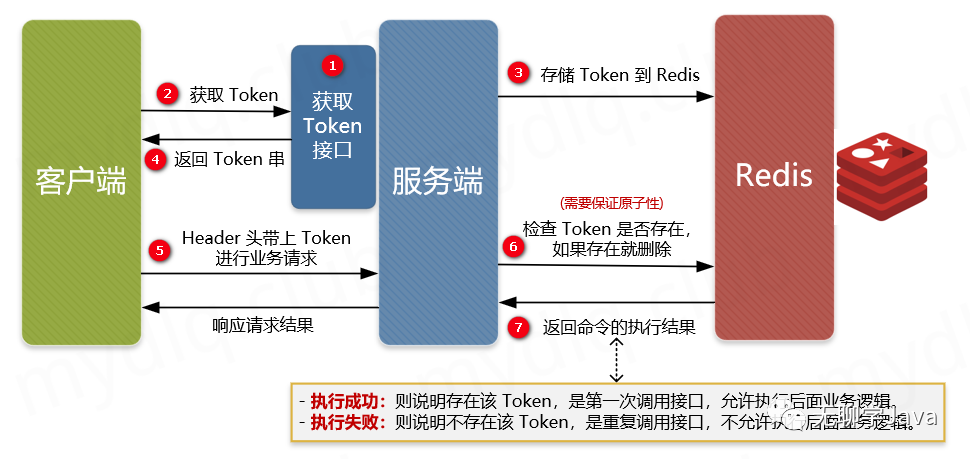 1
获取
Token
接口
2 获取 Token
3 存储 Token 到 Redis
4 返回 Token 串
客户端
服务端
Redis
5 Header 头带上 Token
进行业务请求
(需要保证原子性)
6 检查 Token 是否存在，
如果存在就删除
响应请求结果
7 返回命令的执行结果
- 执行成功：则说明存在该 Token，是第一次调用接口，允许执行后面业务逻辑。
- 执行失败：则说明不存在该 Token，是重复调用接口，不允许执行后面业务逻辑。
无聊学Java